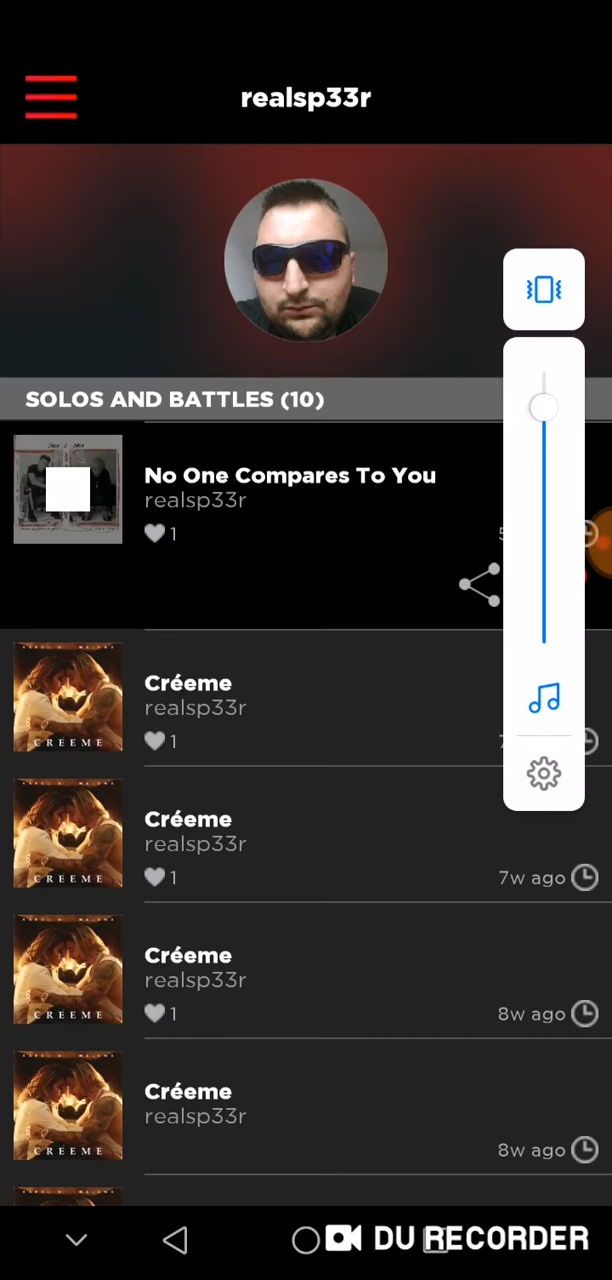 realsp33r
SOLOS AND BATTLES (10)
No One Compares To You
realsp33r
1
Créeme
realsp33r
1
CREEME
Créeme
realsp33r
1
7w ago
CREEME
Créeme
realsp33r
1
8w ago
CREEME
Créeme
realsp33r
8w ago
CREEME
DU RECORDER